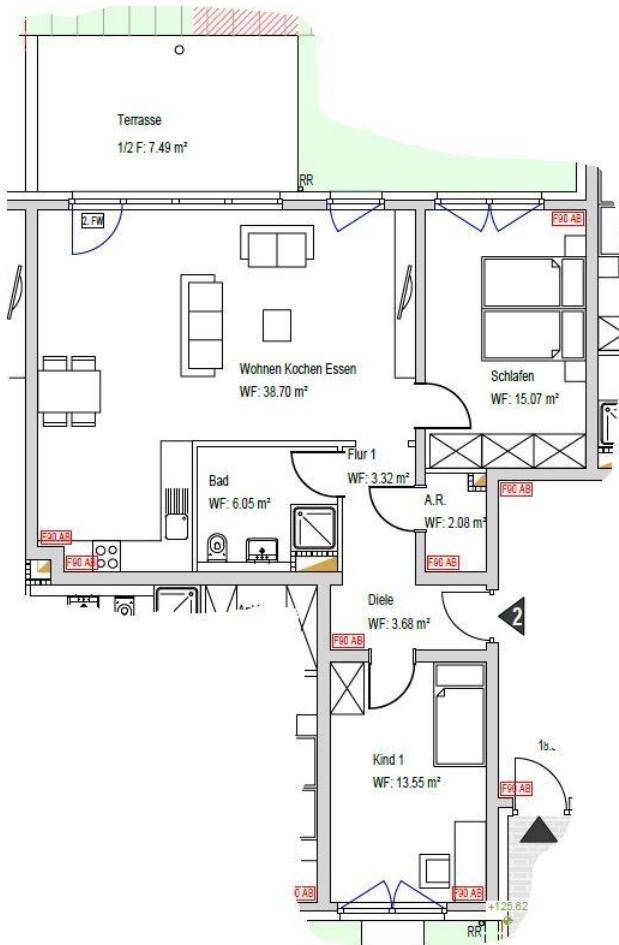 Terrasse
1/2 F: 7.49 m²
RR
2. FW
F90 AB
Wohnen Kochen Essen
WF: 38.70 m²
Schlafen
WF: 15.07 m²
Flur 1
WF: 3.32 m²
Bad
WF: 6.05 m²
A.R.
WF: 2.08 m²
F90 AB
F90 AB
F90 AB
F90 AB
Diele
WF: 3.68 m²
2
F90 AB
Kind 1
WF: 13.55 m²
F90 AB
0 AB
F90 AB
+125.62
RR